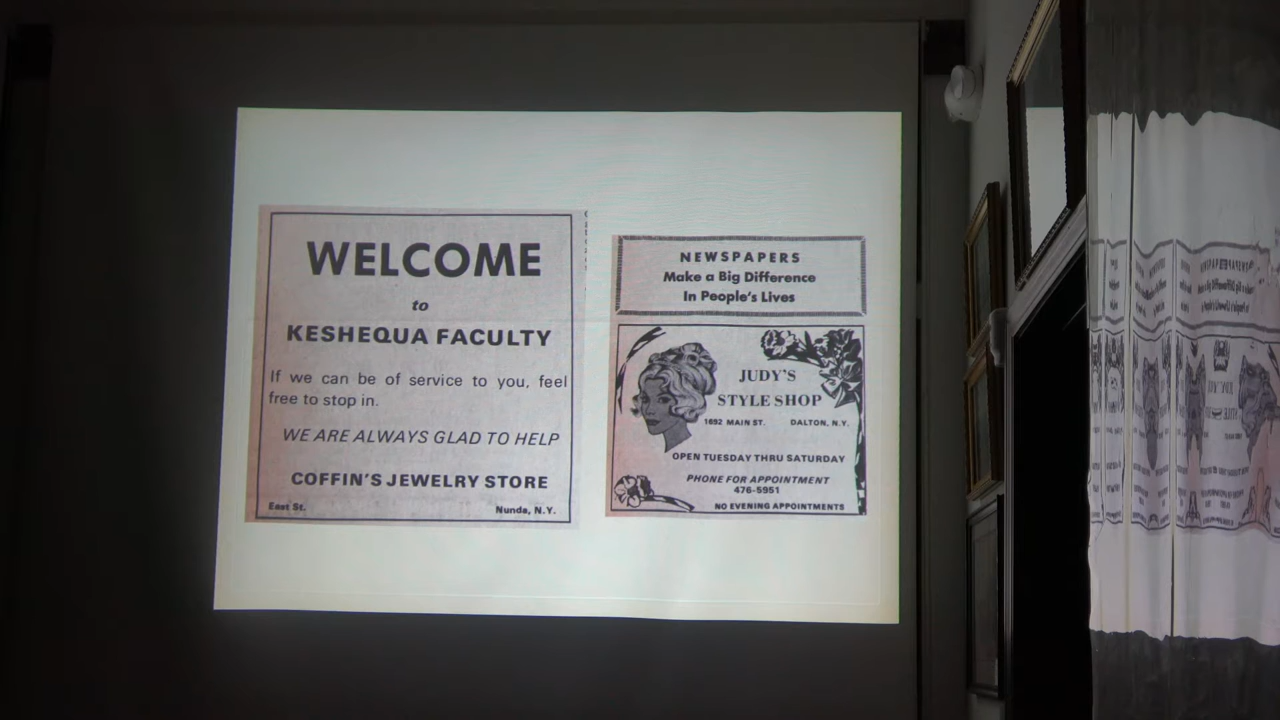 WELCOME
to
KESHEQUA FACULTY
If we can be of service to you, feel
free to stop in.
WE ARE ALWAYS GLAD TO HELP
COFFIN'S JEWELRY STORE
East St. Nunda, N.Y.
NEWSPAPERS
Make a Big Difference
In People's Lives
JUDY'S
STYLE SHOP
1692 MAIN ST. DALTON, N.Y.
OPEN TUESDAY THRU SATURDAY
PHONE FOR APPOINTMENT
476-5951
NO EVENING APPOINTMENTS